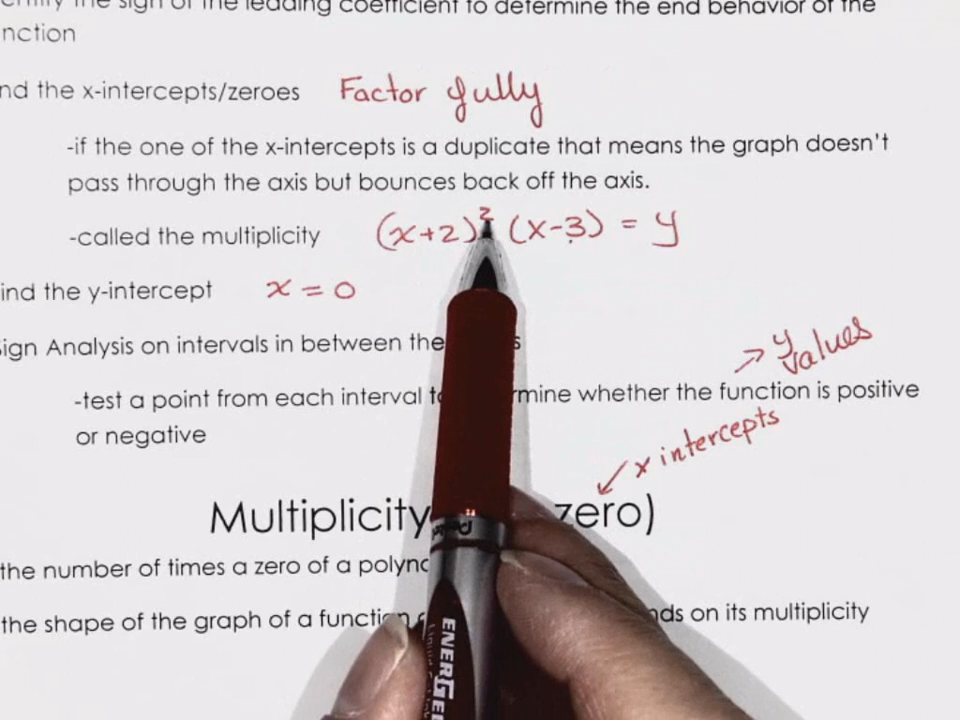 the sign of the leading coefficient to determine the end behavior of the
nction
nd the x-intercepts/zeroes Factor fully
-if the one of the x-intercepts is a duplicate that means the graph doesn't
pass through the axis but bounces back off the axis.
-called the multiplicity (x+2)² (x-3) = y
ind the y-intercept x = 0
Sign Analysis on intervals in between the s
→ y values
-test a point from each interval t rmine whether the function is positive
or negative
↙ x intercepts
Multiplicity zero)
the number of times a zero of a polyno
the shape of the graph of a function ds on its multiplicity
ENERGEL